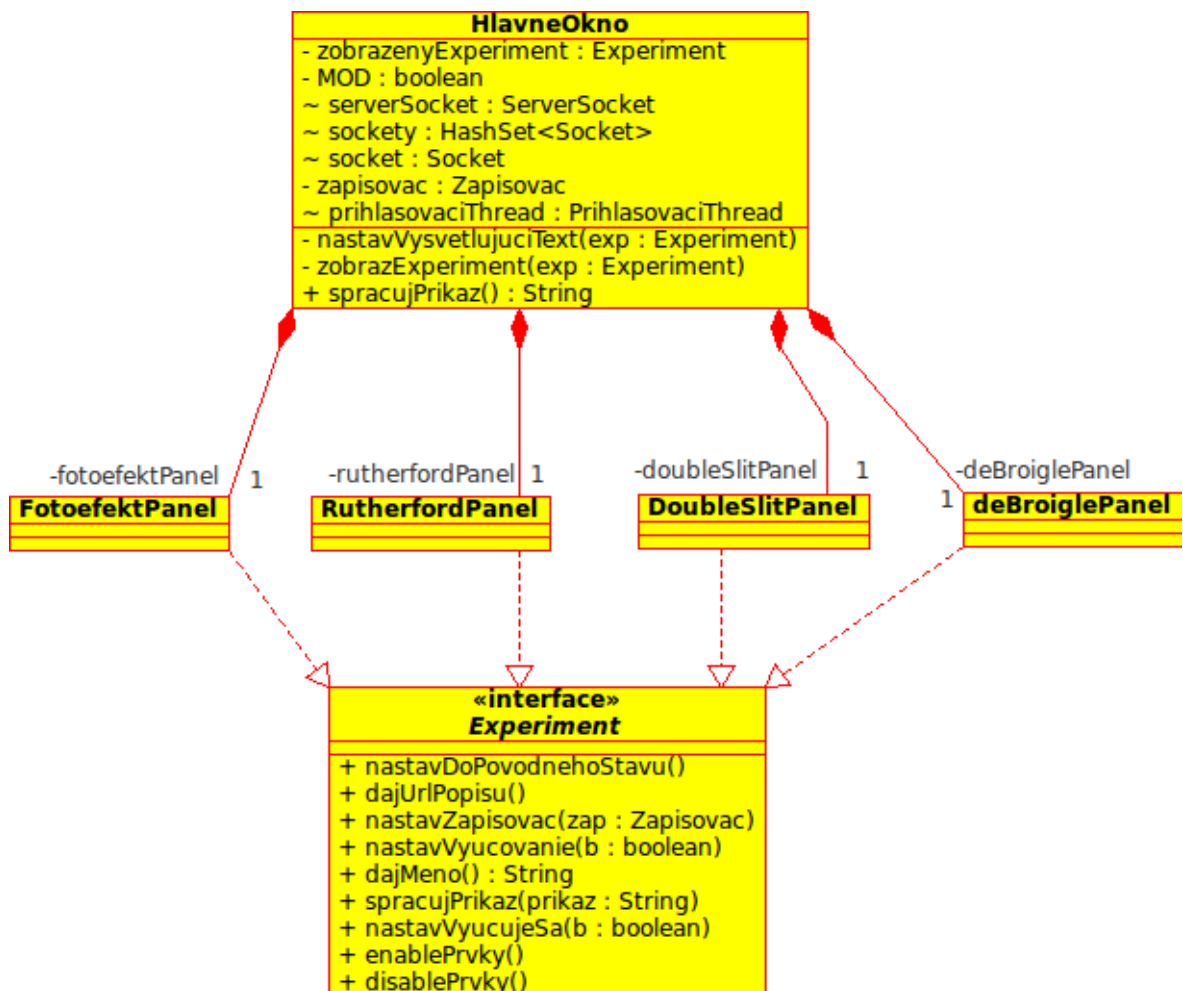 HlavneOkno
- zobrazenyExperiment : Experiment
- MOD : boolean
~ serverSocket : ServerSocket
~ sockety : HashSet<Socket>
~ socket : Socket
- zapisovac : Zapisovac
~ prihlasovaciThread : PrihlasovaciThread
- nastavVysvetlujuciText(exp : Experiment)
- zobrazExperiment(exp : Experiment)
+ spracujPrikaz() : String
-fotoefektPanel 1
-rutherfordPanel 1
-doubleSlitPanel 1
-deBroiglePanel
1
FotoefektPanel
RutherfordPanel
DoubleSlitPanel
deBroiglePanel
«interface»
Experiment
+ nastavDoPovodnehoStavu()
+ dajUrlPopisu()
+ nastavZapisovac(zap : Zapisovac)
+ nastavVyucovanie(b : boolean)
+ dajMeno() : String
+ spracujPrikaz(prikaz : String)
+ nastavVyucujeSa(b : boolean)
+ enablePrvky()
+ disablePrvky()